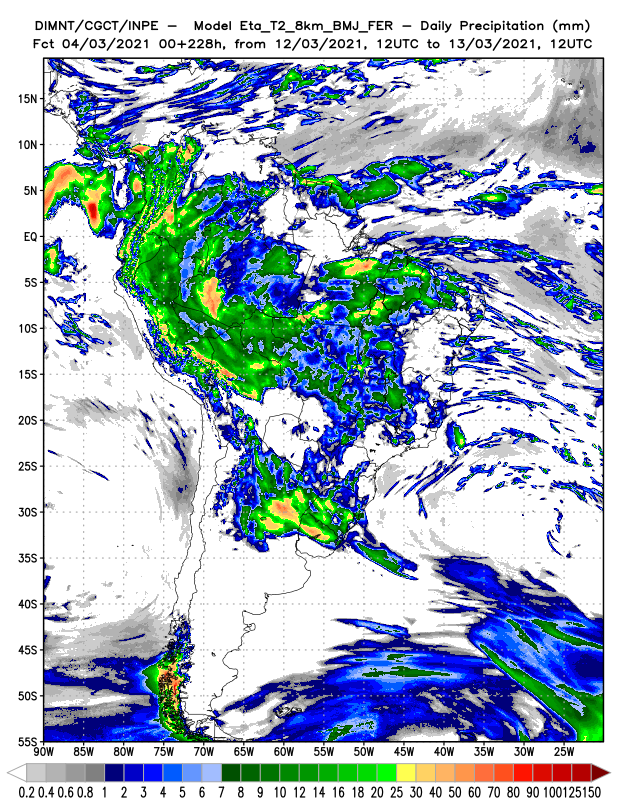 DIMNT/CGCT/INPE – Model Eta_T2_8km_BMJ_FER – Daily Precipitation (mm)
Fct 04/03/2021 00+228h, from 12/03/2021, 12UTC to 13/03/2021, 12UTC
15N
10N
5N
EQ
5S
10S
15S
20S
25S
30S
35S
40S
45S
50S
55S
90W 85W 80W 75W 70W 65W 60W 55W 50W 45W 40W 35W 30W 25W
0.2 0.4 0.6 0.8 1 2 3 4 5 6 7 8 9 10 12 14 16 18 20 25 30 40 50 60 70 80 90 100 125 150